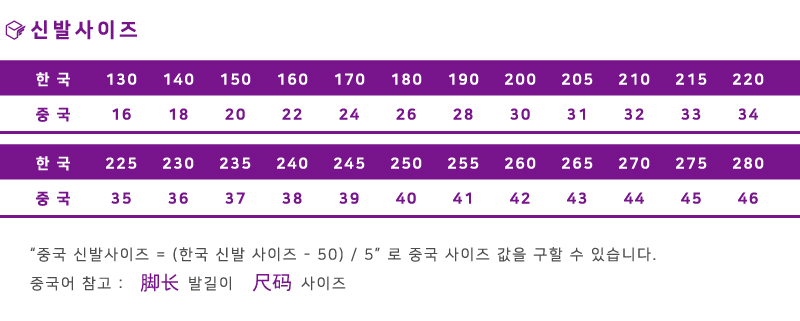 신발사이즈
한 국 130 140 150 160 170 180 190 200 205 210 215 220
중 국 16 18 20 22 24 26 28 30 31 32 33 34
한 국 225 230 235 240 245 250 255 260 265 270 275 280
중 국 35 36 37 38 39 40 41 42 43 44 45 46
“중국 신발사이즈 = (한국 신발 사이즈 - 50) / 5” 로 중국 사이즈 값을 구할 수 있습니다.
중국어 참고 : 脚长 발길이 尺码 사이즈